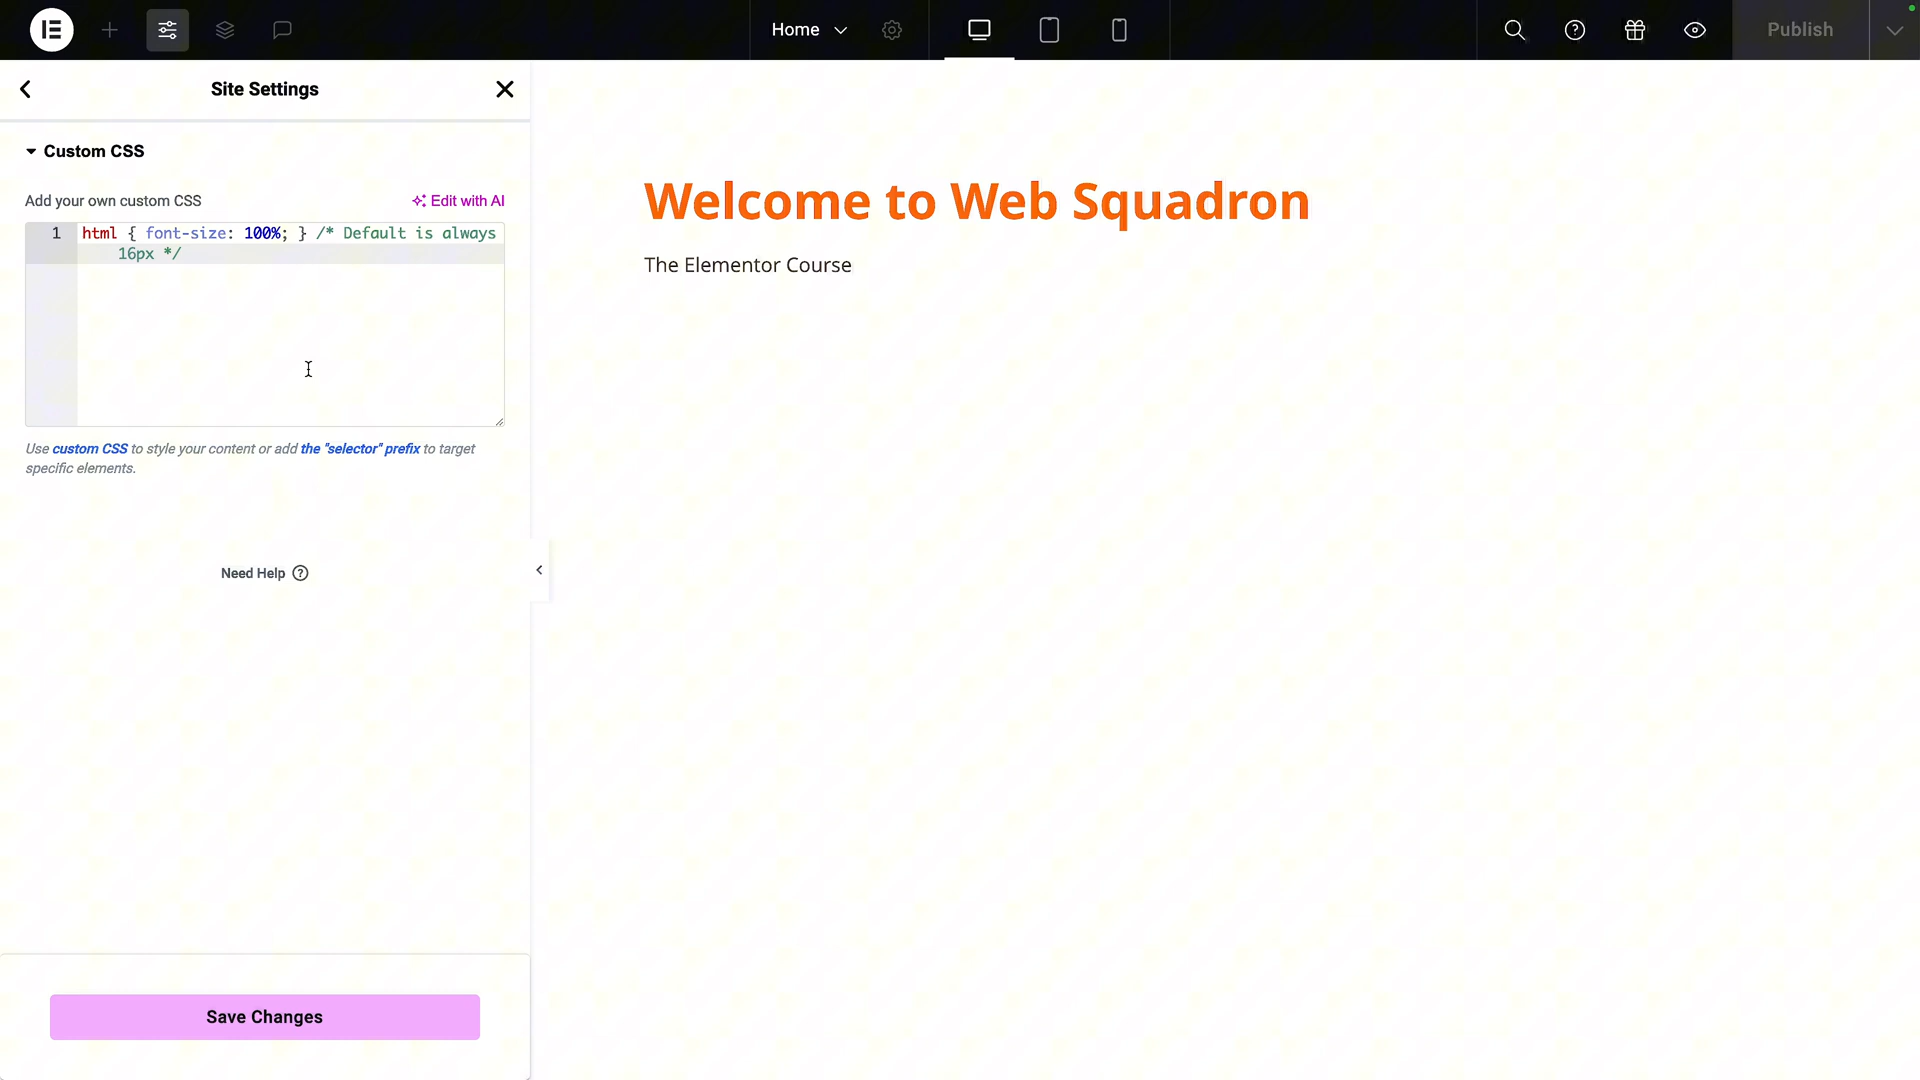 Home
Publish
Site Settings
Custom CSS
Add your own custom CSS
Edit with AI
1 html { font-size: 100%; } /* Default is always
16px */
Use custom CSS to style your content or add the "selector" prefix to target
specific elements.
Need Help ?
Save Changes
Welcome to Web Squadron
The Elementor Course